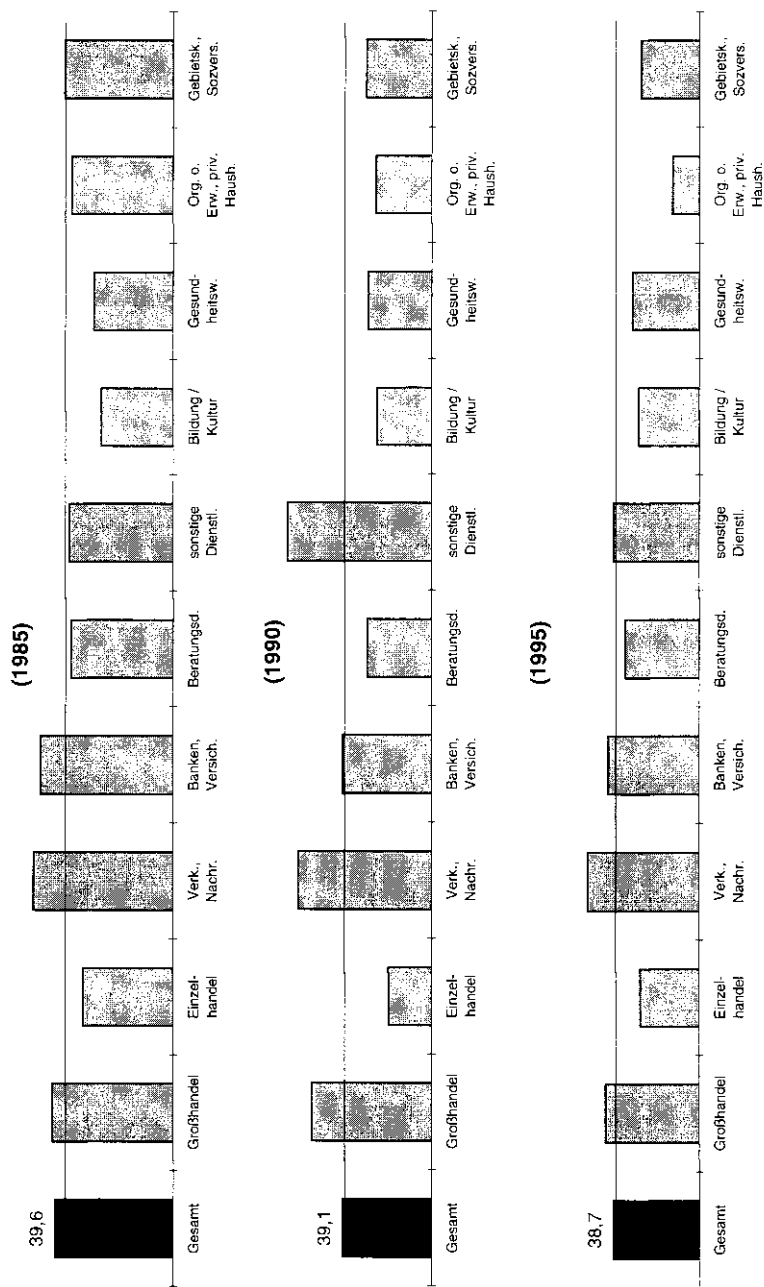 (1985)
39,6
Gesamt
Großhandel
Einzel-
handel
Verk.,
Nachr.
Banken,
Versich.
Beratungsd.
sonstige
Dienstl.
Bildung /
Kultur
Gesund-
heitsw.
Org. o.
Erw., priv.
Haush.
Gebietsk.,
Sozvers.
(1990)
39,1
Gesamt
Großhandel
Einzel-
handel
Verk.,
Nachr.
Banken,
Versich.
Beratungsd.
sonstige
Dienstl.
Bildung /
Kultur
Gesund-
heitsw.
Org. o.
Erw., priv.
Haush.
Gebietsk.,
Sozvers.
(1995)
38,7
Gesamt
Großhandel
Einzel-
handel
Verk.,
Nachr.
Banken,
Versich.
Beratungsd.
sonstige
Dienstl.
Bildung /
Kultur
Gesund-
heitsw.
Org. o.
Erw., priv.
Haush.
Gebietsk.,
Sozvers.